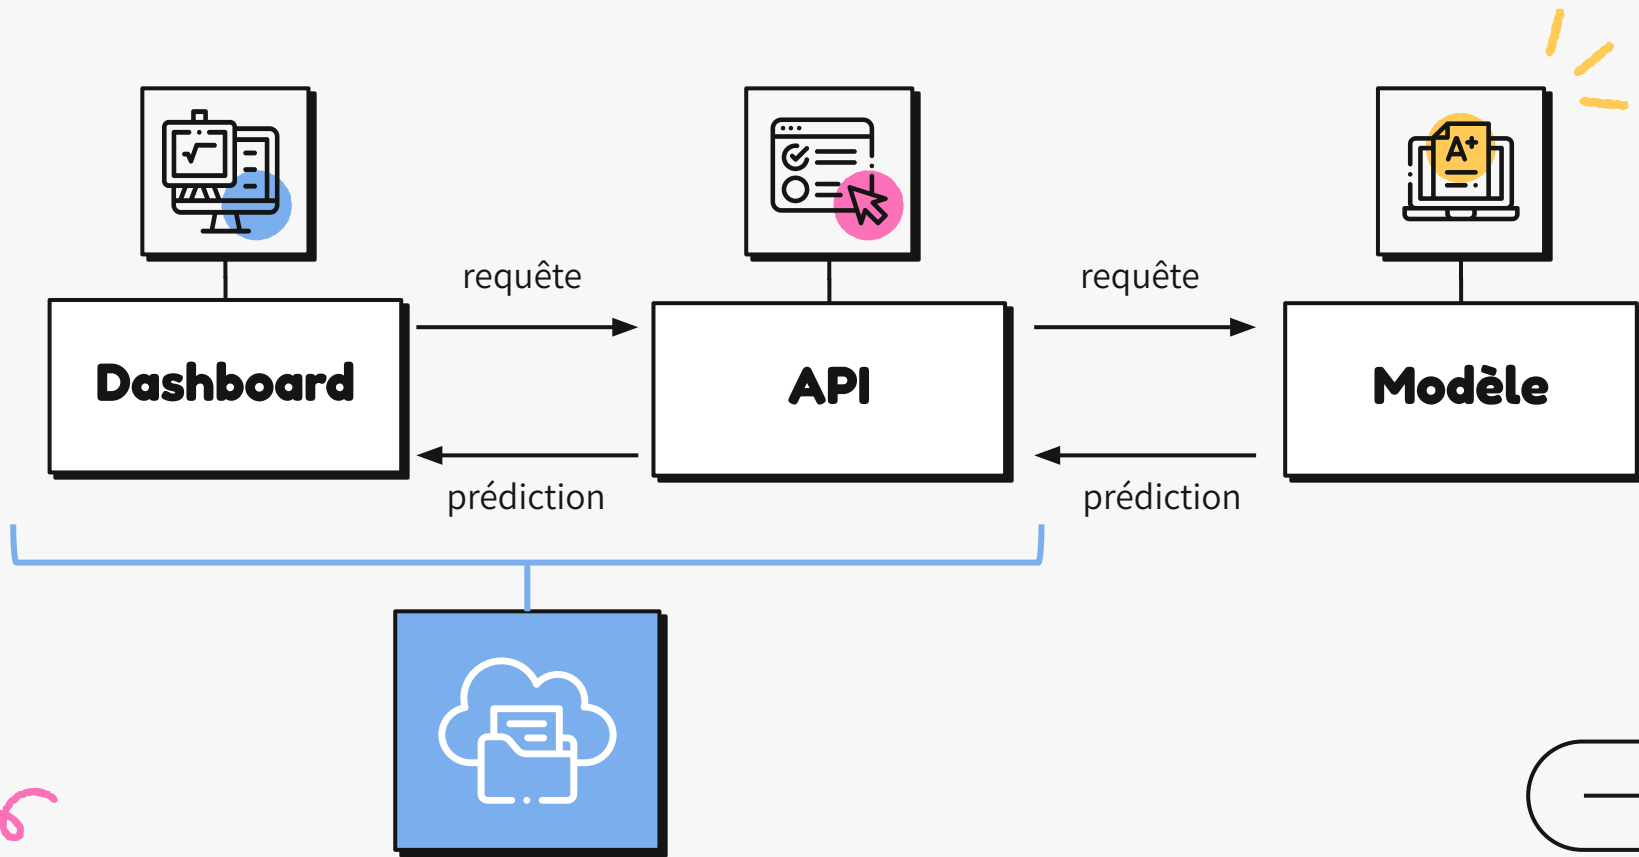 A+
requête
requête
Dashboard
API
Modèle
prédiction
prédiction